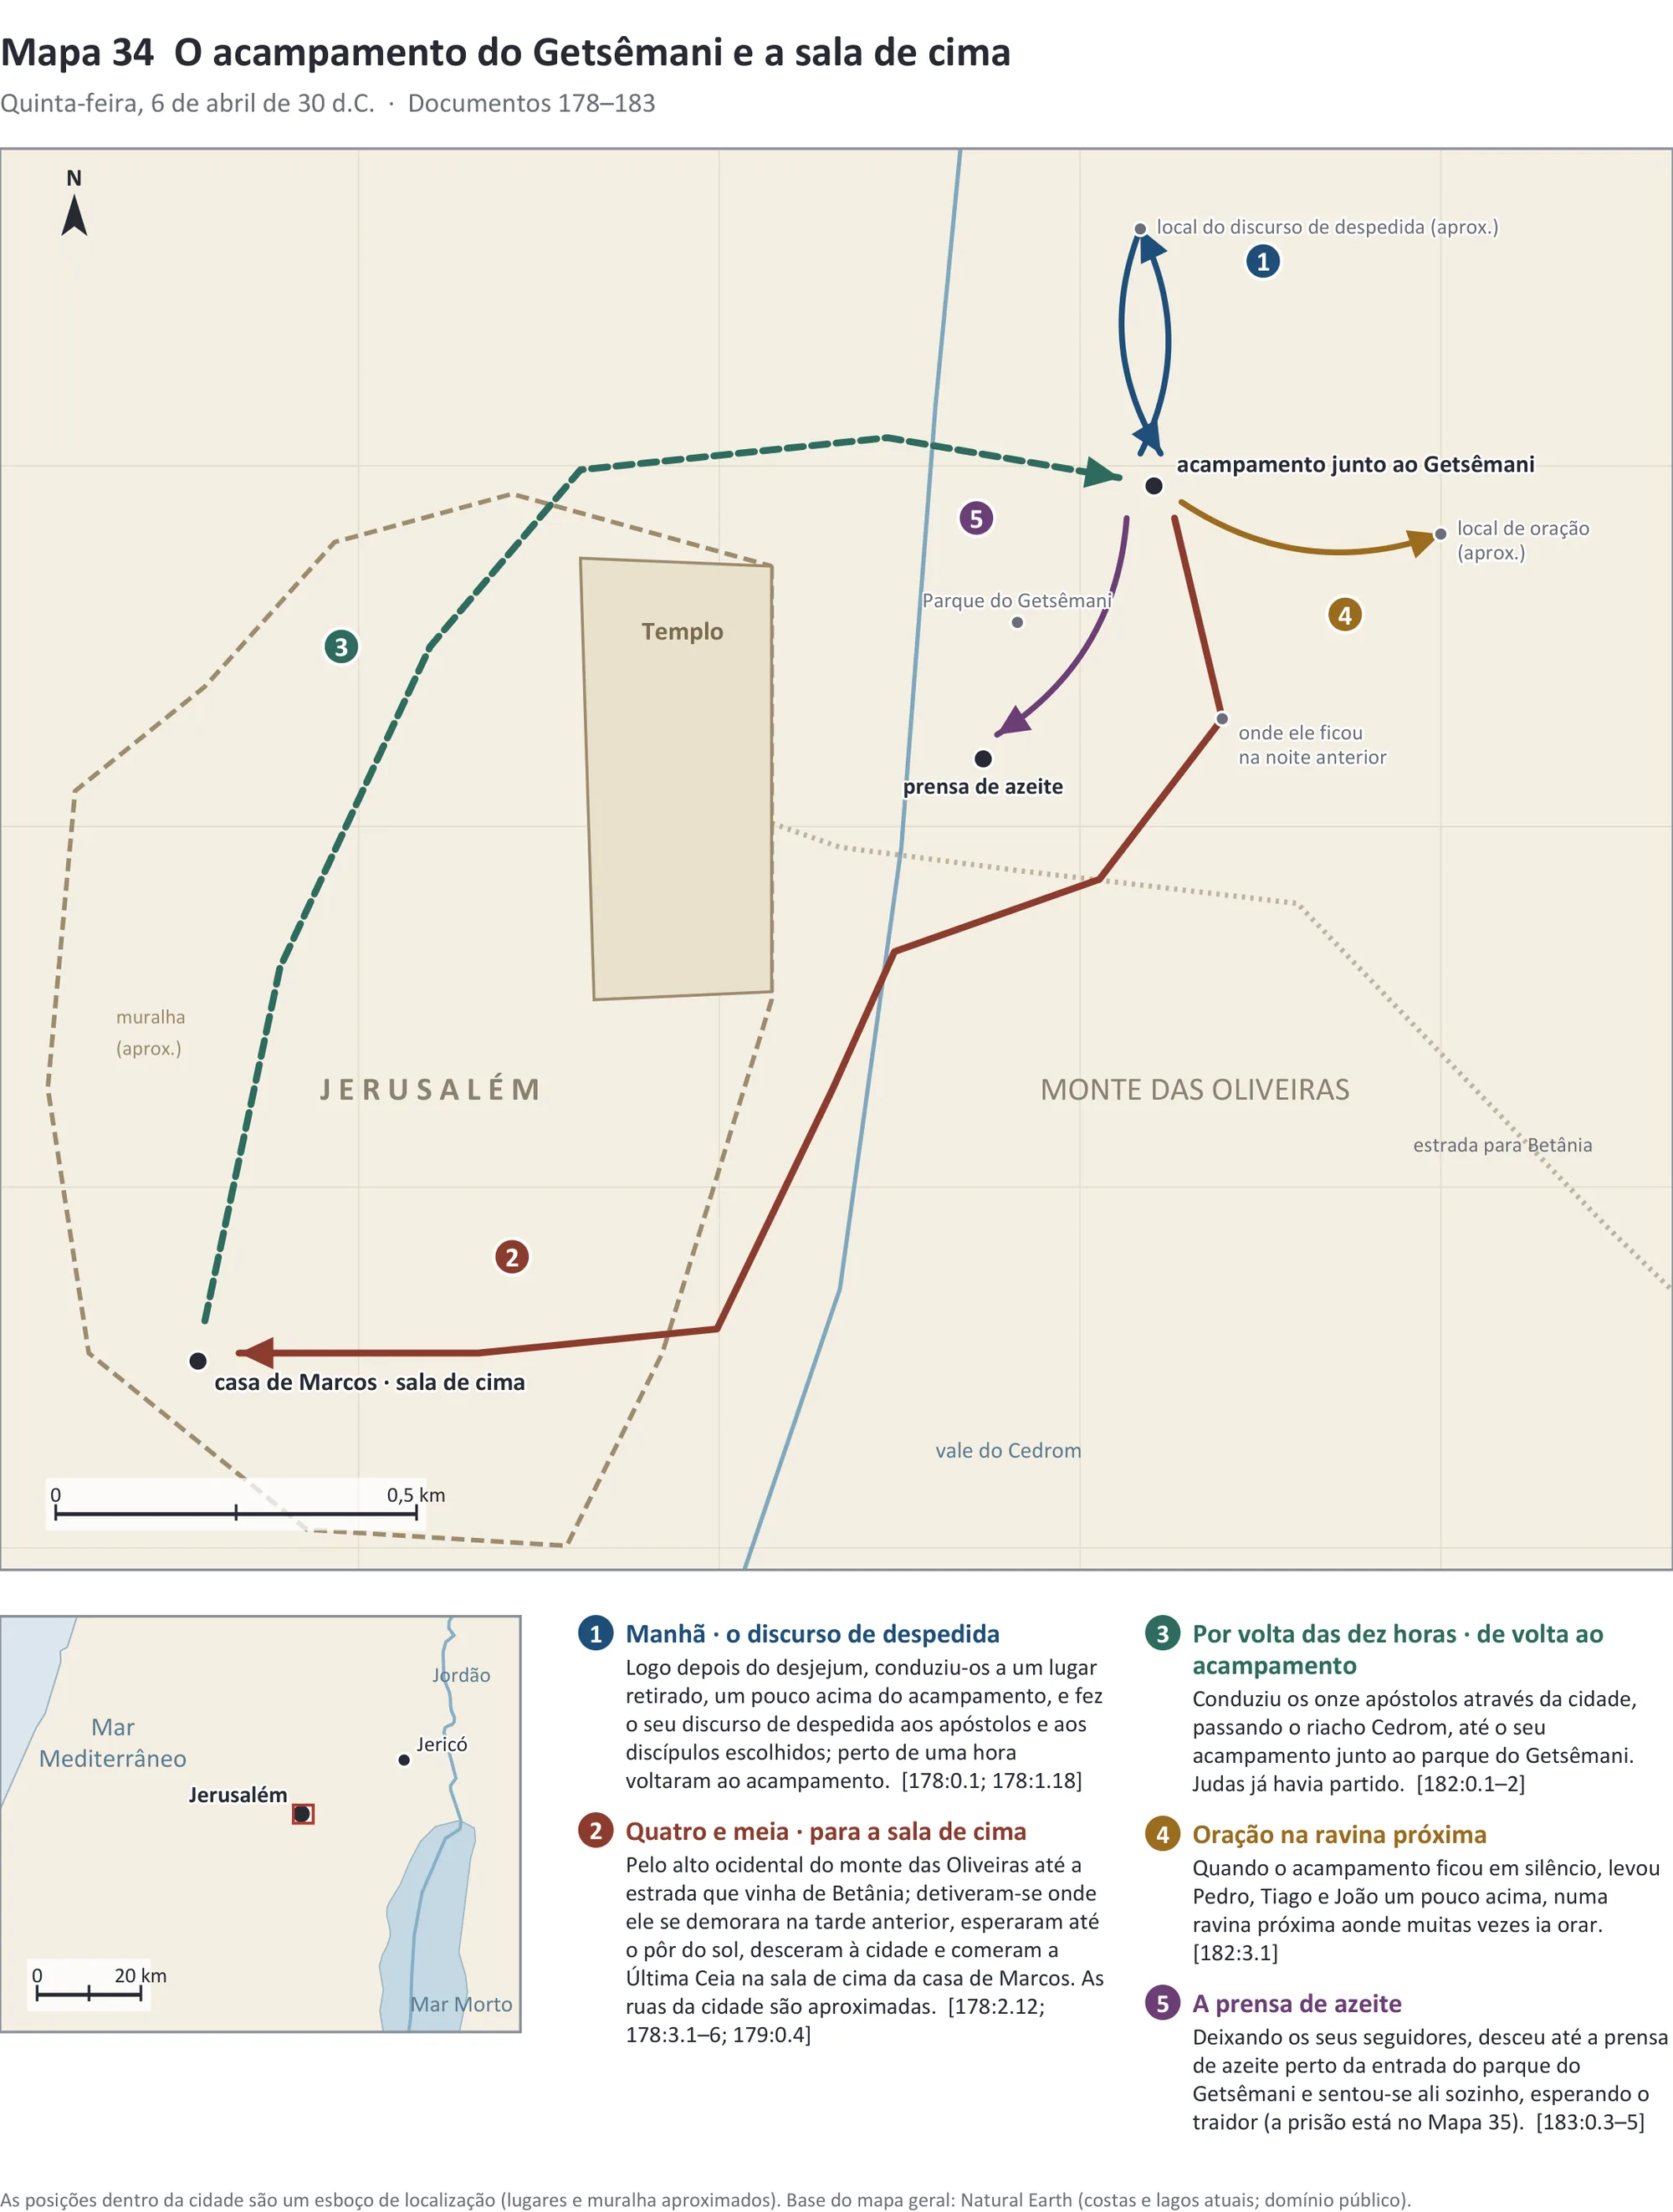 Mapa 34 O acampamento do Getsêmani e a sala de cima
Quinta-feira, 6 de abril de 30 d.C. · Documentos 178–183
N
local do discurso de despedida (aprox.)
1
acampamento junto ao Getsêmani
5
local de oração
(aprox.)
Parque do Getsêmani
4
Templo
3
onde ele ficou
na noite anterior
prensa de azeite
muralha
(aprox.)
JERUSALÉM
MONTE DAS OLIVEIRAS
estrada para Betânia
2
casa de Marcos · sala de cima
vale do Cedrom
0 0,5 km
Jordão
Mar
Mediterrâneo
Jericó
Jerusalém
0 20 km
Mar Morto
1 Manhã · o discurso de despedida
Logo depois do desjejum, conduziu-os a um lugar
retirado, um pouco acima do acampamento, e fez
o seu discurso de despedida aos apóstolos e aos
discípulos escolhidos; perto de uma hora
voltaram ao acampamento. [178:0.1; 178:1.18]
2 Quatro e meia · para a sala de cima
Pelo alto ocidental do monte das Oliveiras até a
estrada que vinha de Betânia; detiveram-se onde
ele se demorara na tarde anterior, esperaram até
o pôr do sol, desceram à cidade e comeram a
Última Ceia na sala de cima da casa de Marcos. As
ruas da cidade são aproximadas. [178:2.12;
178:3.1–6; 179:0.4]
3 Por volta das dez horas · de volta ao
acampamento
Conduziu os onze apóstolos através da cidade,
passando o riacho Cedrom, até o seu
acampamento junto ao parque do Getsêmani.
Judas já havia partido. [182:0.1–2]
4 Oração na ravina próxima
Quando o acampamento ficou em silêncio, levou
Pedro, Tiago e João um pouco acima, numa
ravina próxima aonde muitas vezes ia orar.
[182:3.1]
5 A prensa de azeite
Deixando os seus seguidores, desceu até a prensa
de azeite perto da entrada do parque do
Getsêmani e sentou-se ali sozinho, esperando o
traidor (a prisão está no Mapa 35). [183:0.3–5]
As posições dentro da cidade são um esboço de localização (lugares e muralha aproximados). Base do mapa geral: Natural Earth (costas e lagos atuais; domínio público).